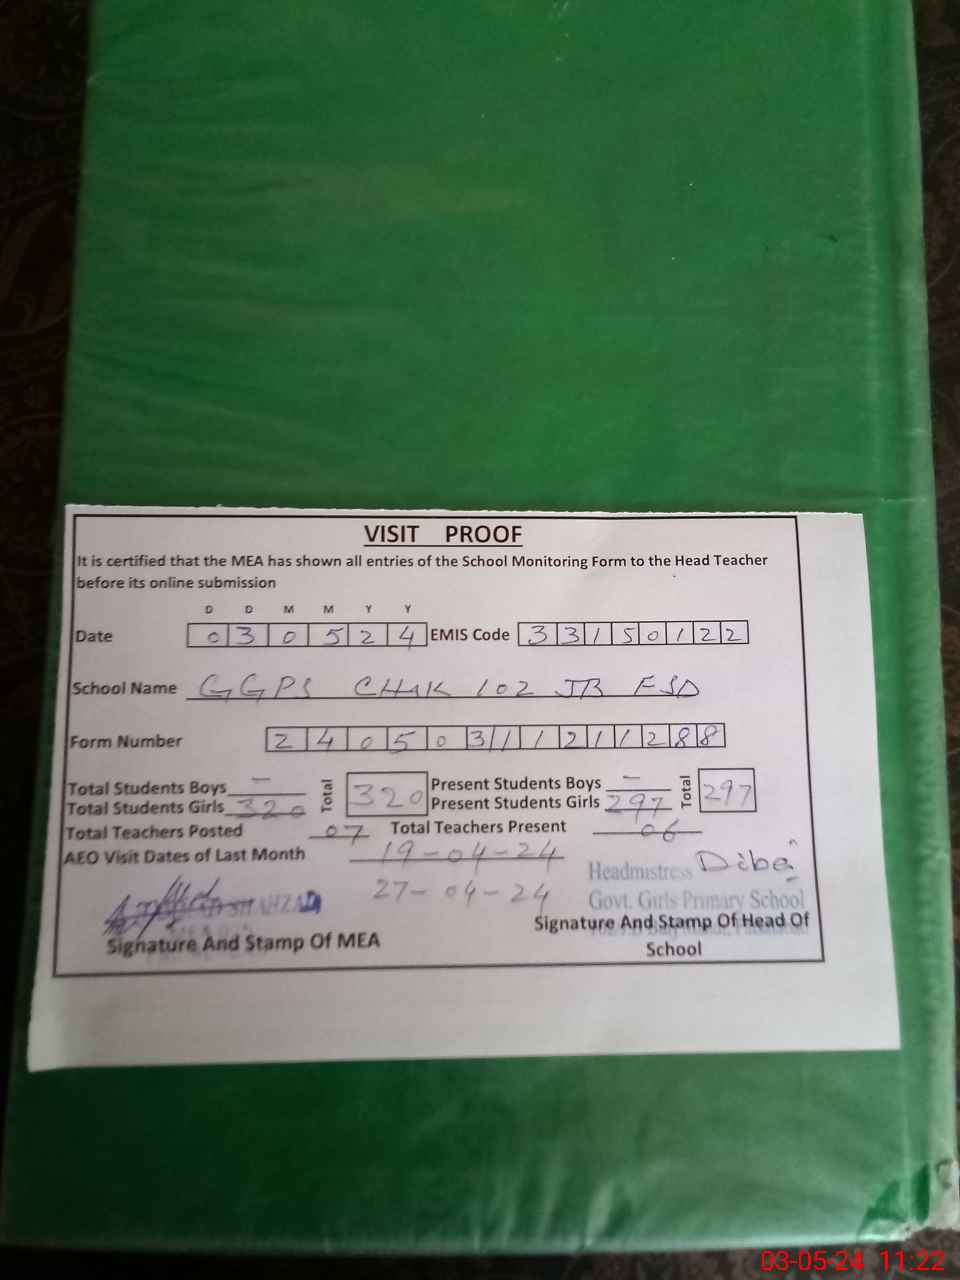 VISIT PROOF
It is certified that the MEA has shown all entries of the School Monitoring Form to the Head Teacher
before its online submission
D D M M Y Y
Date 0 3 0 5 2 4 EMIS Code 3 3 1 5 0 1 2 2
School Name GGPS CHAK 102 JB FSD
Form Number 2 4 0 5 0 3 1 1 2 1 1 2 8 8
Total Students Boys — Total 320 Present Students Boys — Total 297
Total Students Girls 320 Present Students Girls 297
Total Teachers Posted 07 Total Teachers Present 06
AEO Visit Dates of Last Month 19-04-24
27-04-24
Headmistress Diba
SHAHZAD Govt. Girls Primary School
Signature And Stamp Of MEA Signature And Stamp Of Head Of
School
03-05-24 11:22